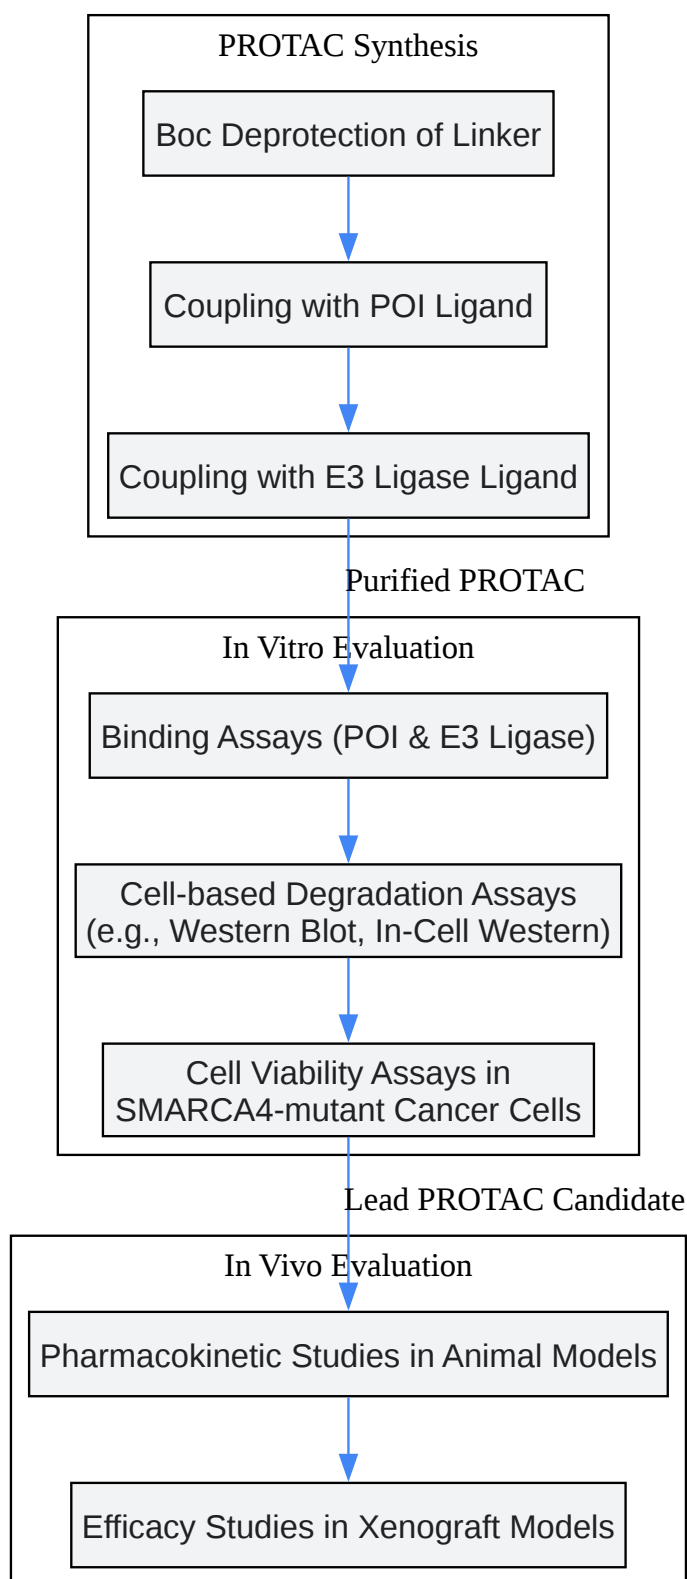 PROTAC Synthesis
Boc Deprotection of Linker
Coupling with POI Ligand
Coupling with E3 Ligase Ligand
Purified PROTAC
In Vitro Evaluation
Binding Assays (POI & E3 Ligase)
Cell-based Degradation Assays
(e.g., Western Blot, In-Cell Western)
Cell Viability Assays in
SMARCA4-mutant Cancer Cells
Lead PROTAC Candidate
In Vivo Evaluation
Pharmacokinetic Studies in Animal Models
Efficacy Studies in Xenograft Models